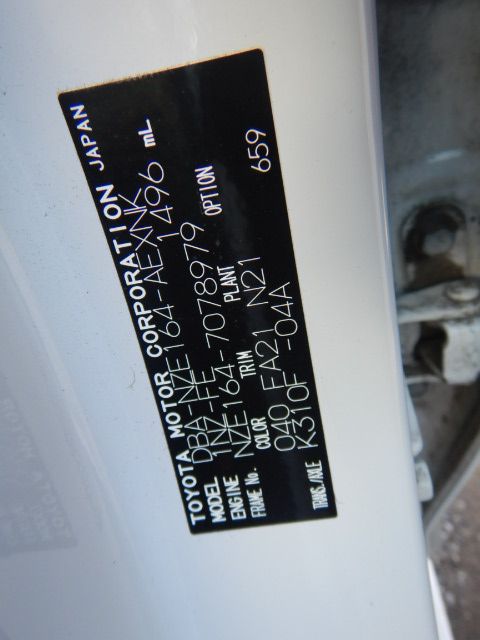 TOYOTA MOTOR CORPORATION JAPAN
MODEL DBA-NZE164-AEXNK
ENGINE 1NZ-FE 1496 mL
FRAME No. NZE164-7078979
COLOR TRIM PLANT OPTION
040 FA21 N21 659
TRANS./AXLE K310F -04A